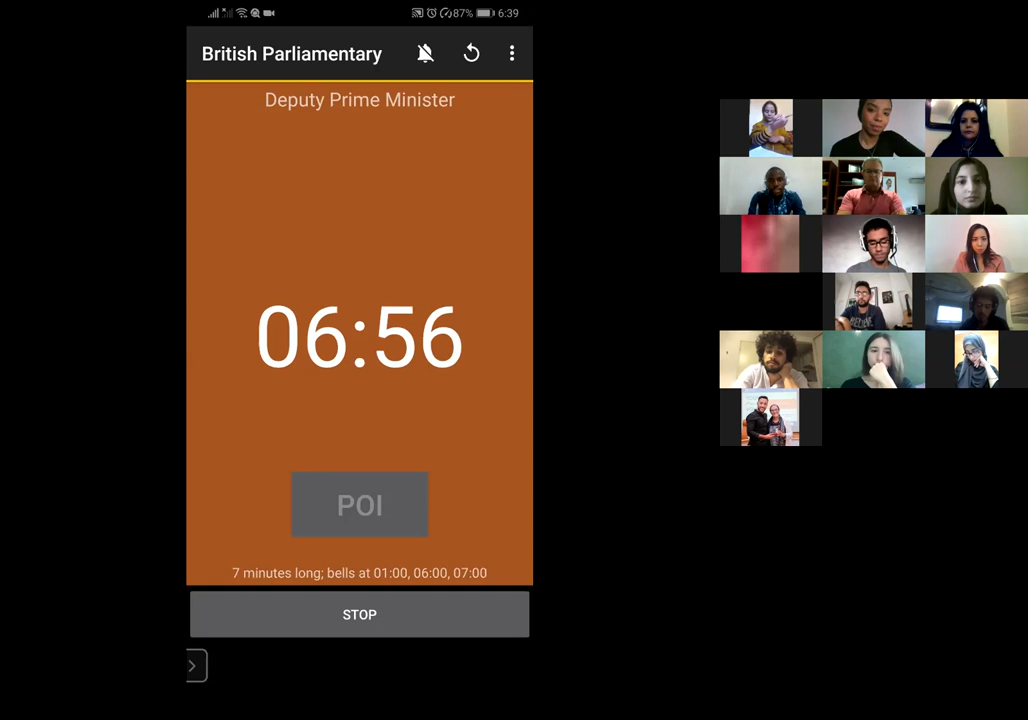 87% 6:39
British Parliamentary
Deputy Prime Minister
06:56
POI
7 minutes long; bells at 01:00, 06:00, 07:00
STOP